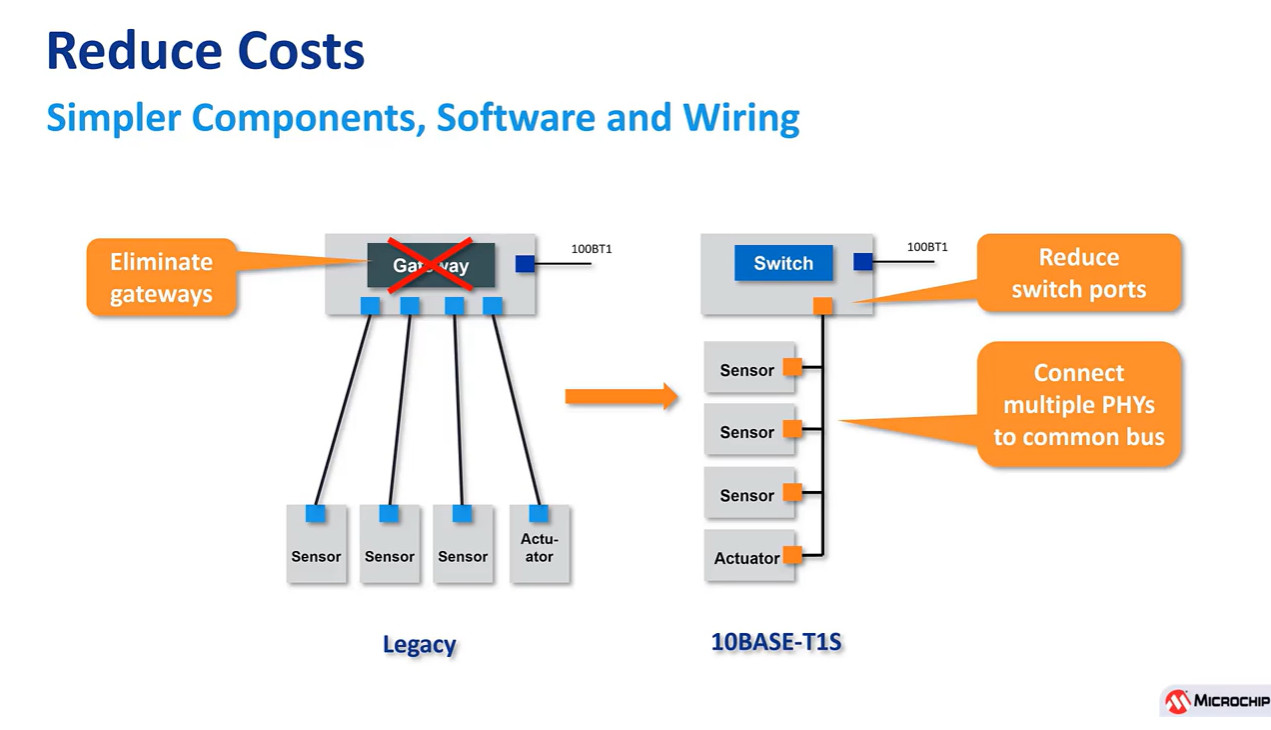 Reduce Costs
Simpler Components, Software and Wiring
Eliminate
gateways
Gateway
100BT1
Sensor
Sensor
Sensor
Actu-
ator
Legacy
Switch
100BT1
Reduce
switch ports
Sensor
Sensor
Sensor
Actuator
Connect
multiple PHYs
to common bus
10BASE-T1S
MICROCHIP